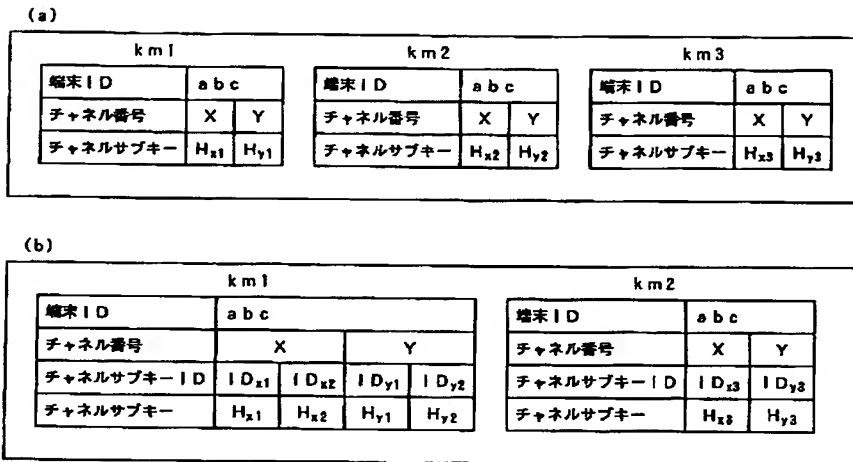 (a)
km1 km2 km3
端末ID abc 端末ID abc 端末ID abc
チャネル番号 X Y チャネル番号 X Y チャネル番号 X Y
チャネルサブキー Hx1 Hy1 チャネルサブキー Hx2 Hy2 チャネルサブキー Hx3 Hy3
(b)
km1 km2
端末ID abc 端末ID abc
チャネル番号 X Y チャネル番号 X Y
チャネルサブキーID IDx1 IDx2 IDy1 IDy2 チャネルサブキーID IDx3 IDy3
チャネルサブキー Hx1 Hx2 Hy1 Hy2 チャネルサブキー Hx3 Hy3